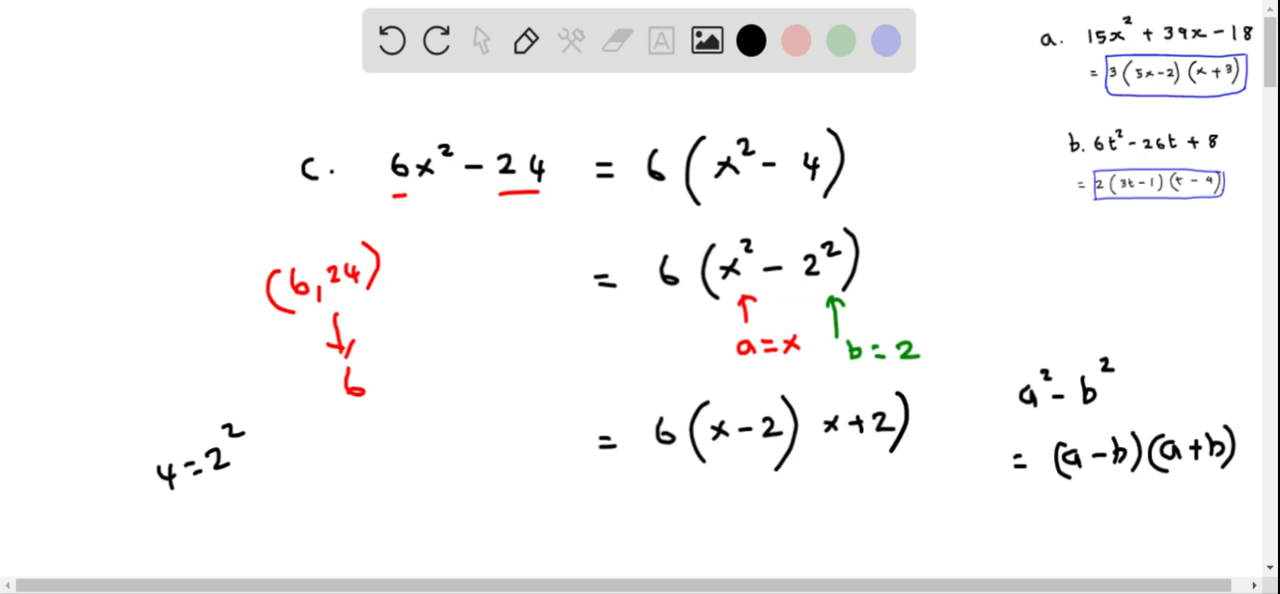 a. 15x² + 39x - 18
= 3 (5x-2) (x+3)
b. 6t² - 26t + 8
= 2 (3t-1) (t-4)
c. 6x² - 24 = 6 (x² - 4)
(6,24)
6
= 6 (x² - 2²)
a=x
b=2
4=2²
= 6 (x-2) x+2)
a² - b²
= (a-b)(a+b)